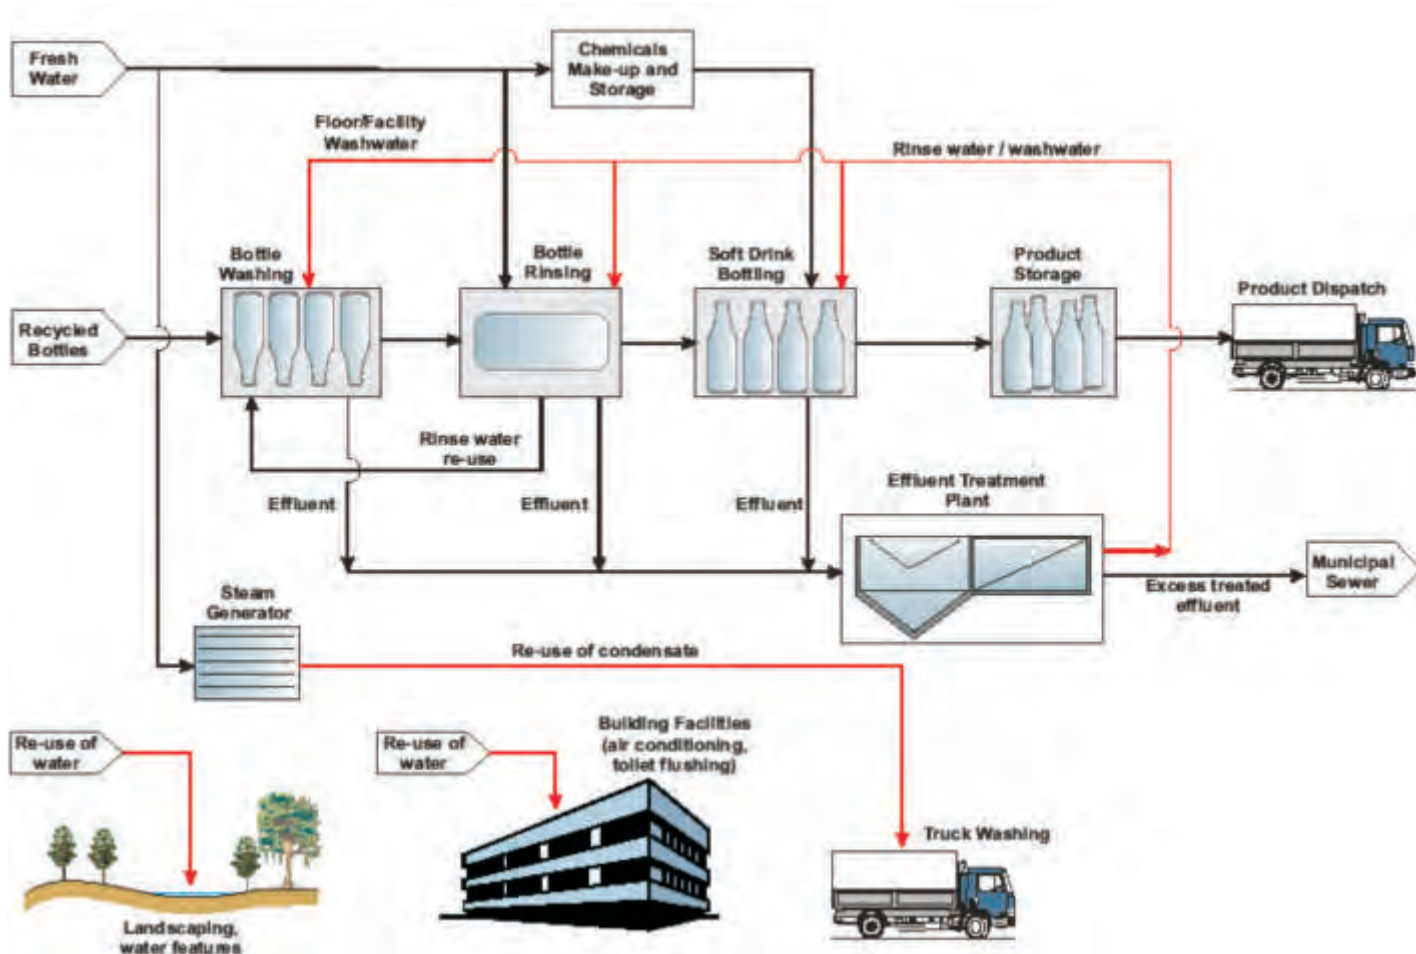 Fresh
Water
Chemicals
Make-up and
Storage
Floor/Facility
Washwater
Rinse water / washwater
Bottle
Washing
Bottle
Rinsing
Soft Drink
Bottling
Product
Storage
Product Dispatch
Recycled
Bottles
Rinse water
re-use
Effluent
Effluent
Effluent
Effluent Treatment
Plant
Municipal
Sewer
Excess treated
effluent
Steam
Generator
Re-use of condensate
Re-use of
water
Re-use of
water
Building Facilities
(air conditioning,
toilet flushing)
Truck Washing
Landscaping,
water features